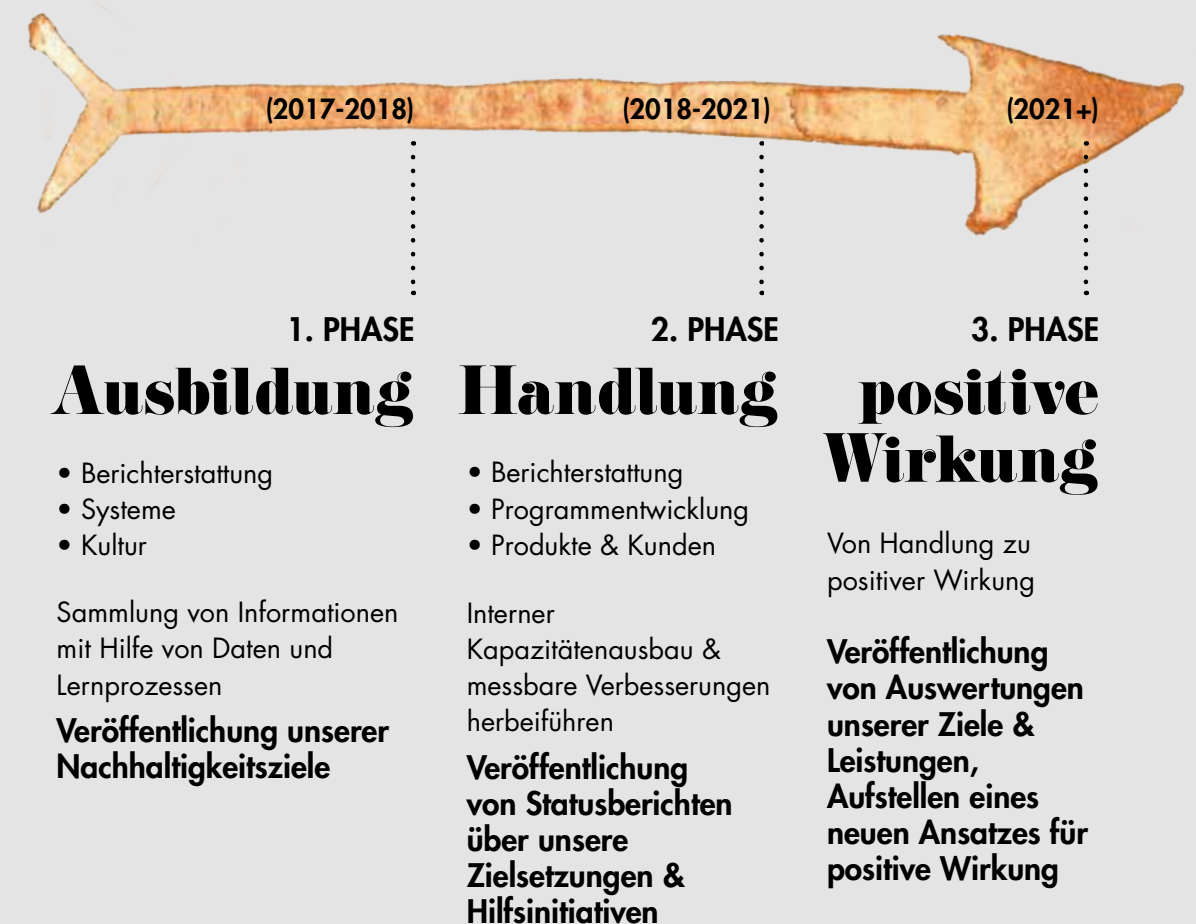 (2017-2018)
(2018-2021)
(2021+)
1. PHASE
Ausbildung
• Berichterstattung
• Systeme
• Kultur
Sammlung von Informationen
mit Hilfe von Daten und
Lernprozessen
Veröffentlichung unserer
Nachhaltigkeitsziele
2. PHASE
Handlung
• Berichterstattung
• Programmentwicklung
• Produkte & Kunden
Interner
Kapazitätenausbau &
messbare Verbesserungen
herbeiführen
Veröffentlichung
von Statusberichten
über unsere
Zielsetzungen &
Hilfsinitiativen
3. PHASE
positive
Wirkung
Von Handlung zu
positiver Wirkung
Veröffentlichung
von Auswertungen
unserer Ziele &
Leistungen,
Aufstellen eines
neuen Ansatzes für
positive Wirkung